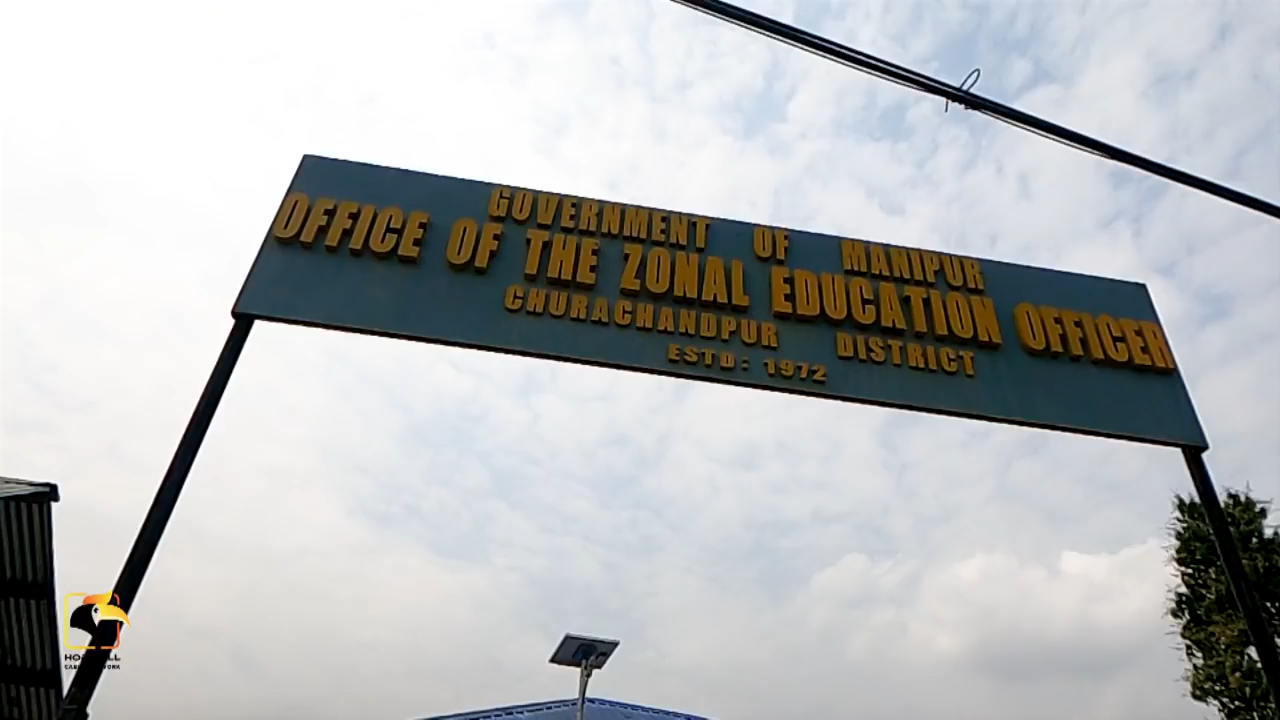 GOVERNMENT OF MANIPUR
OFFICE OF THE ZONAL EDUCATION OFFICER
CHURACHANDPUR DISTRICT
ESTD: 1972